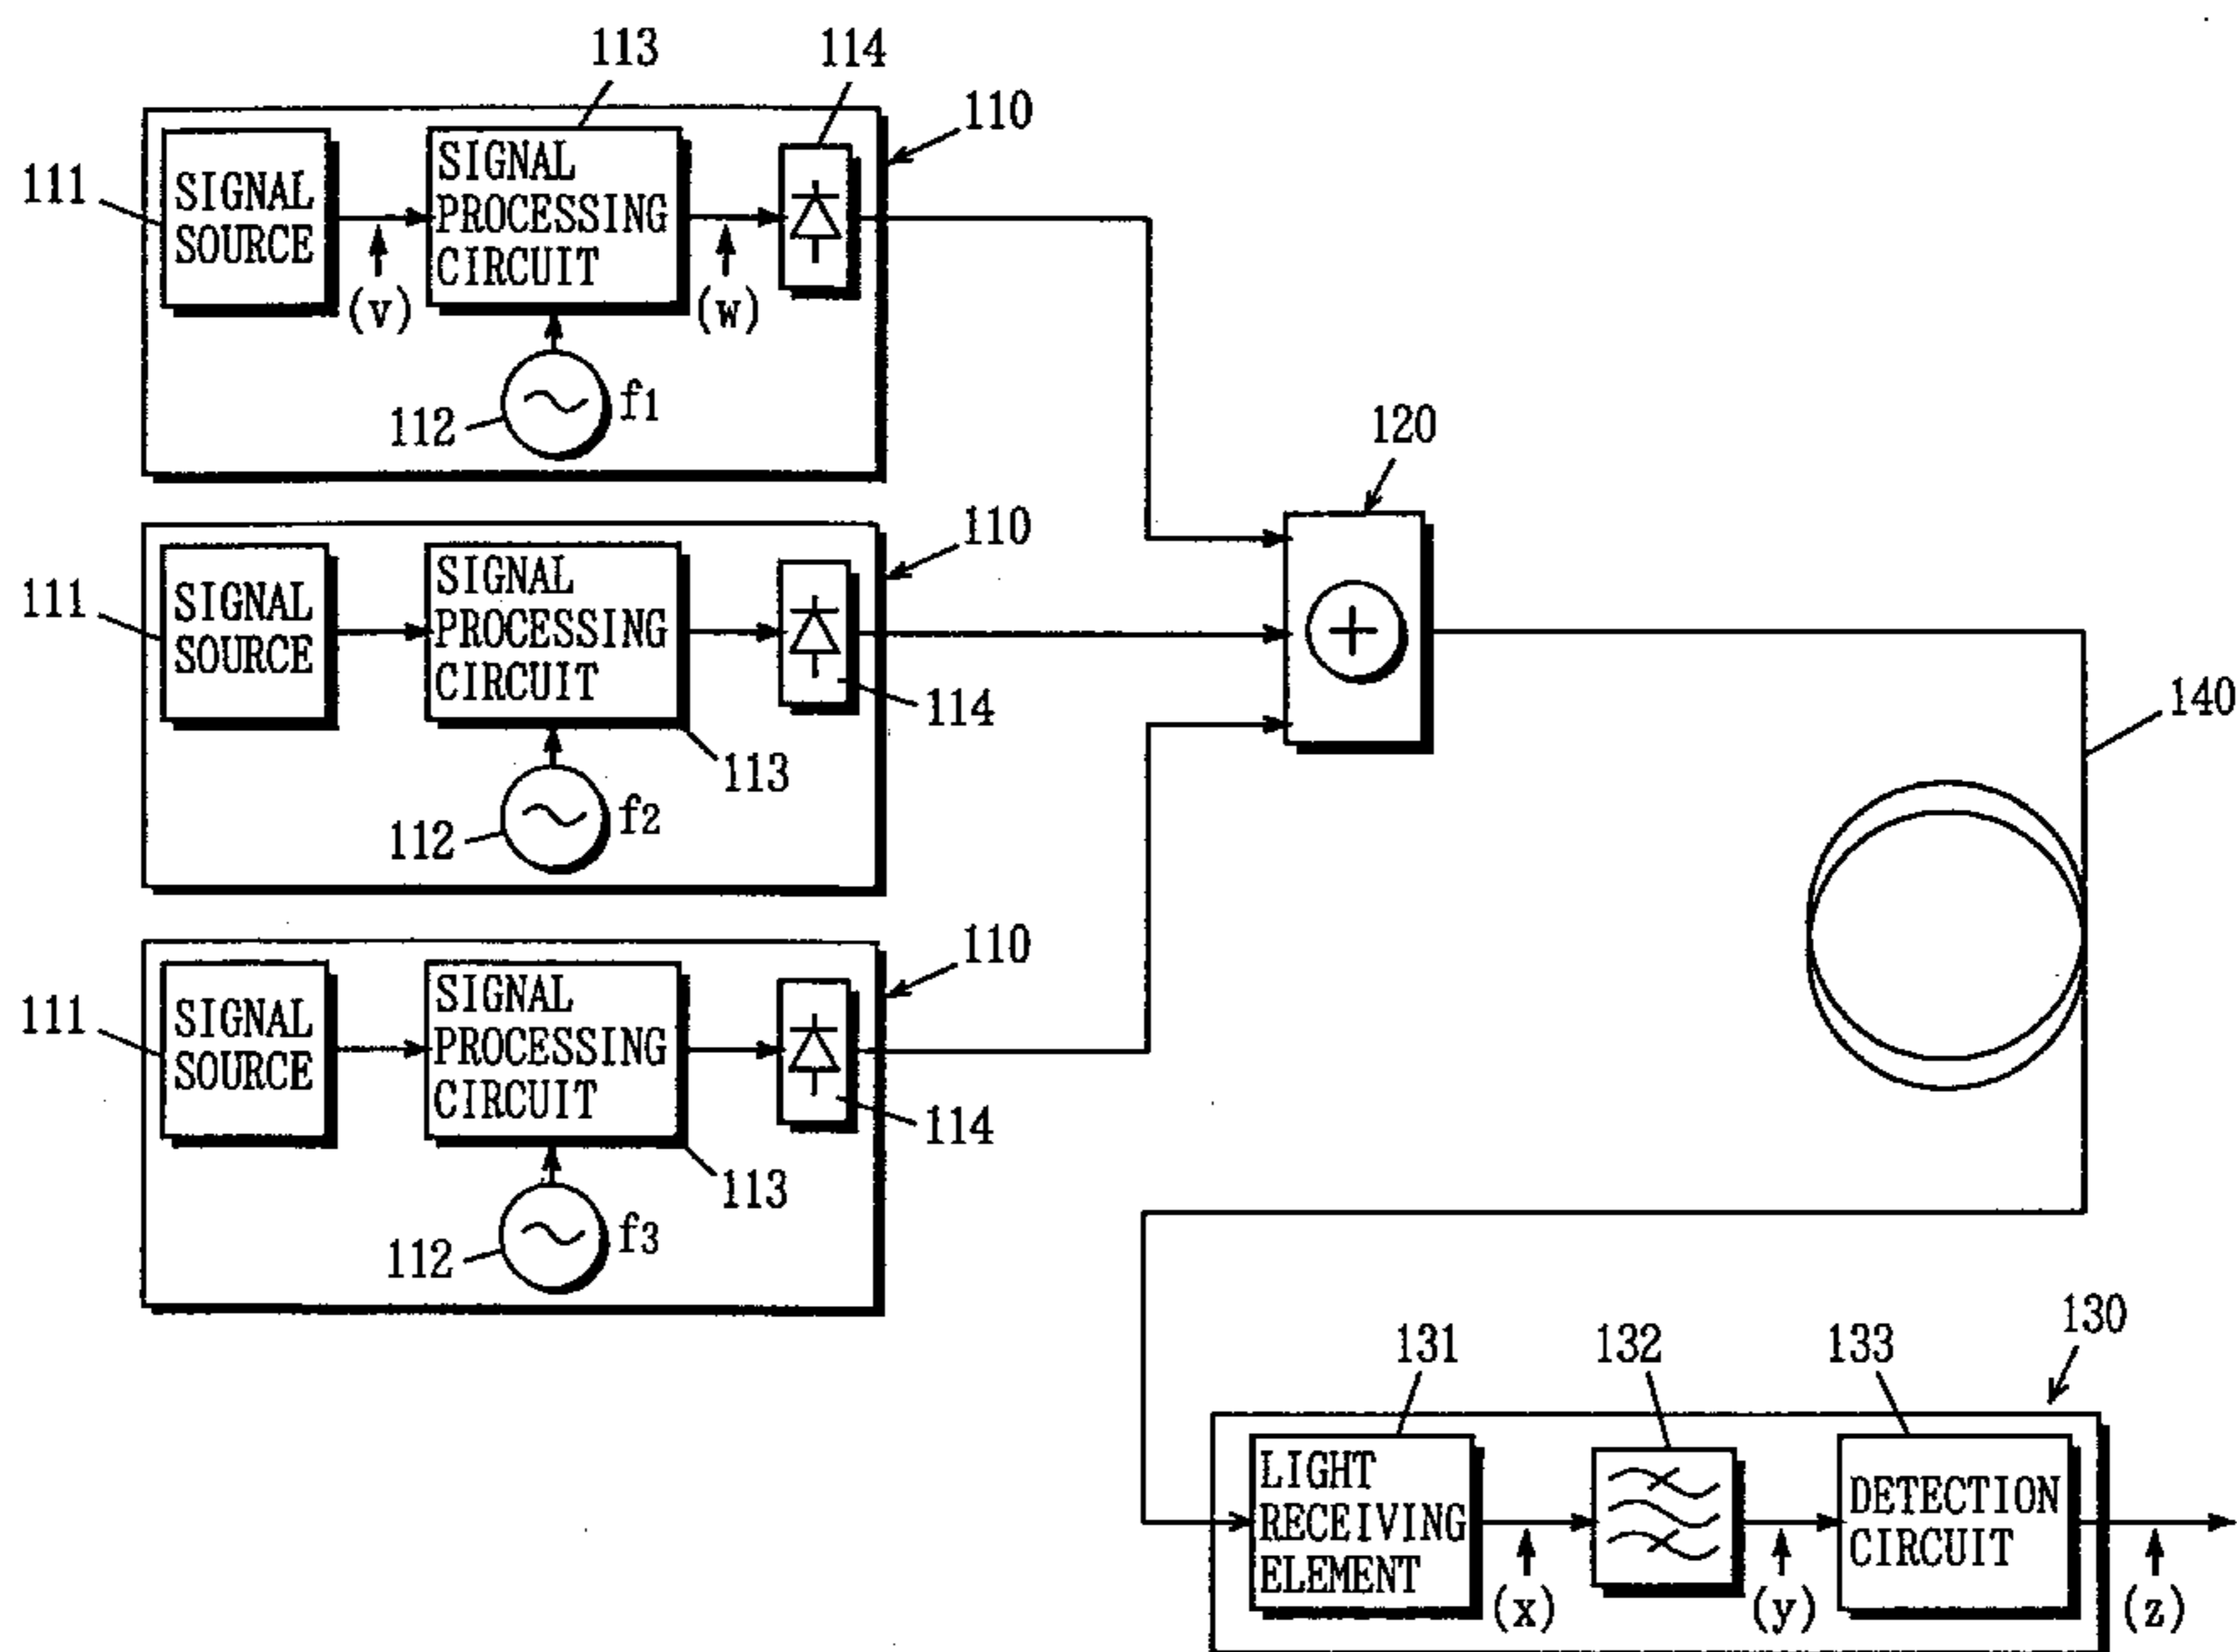 113
114
110
111
SIGNAL
SOURCE
SIGNAL
PROCESSING
CIRCUIT
(v)
(w)
112
f1
110
111
SIGNAL
SOURCE
SIGNAL
PROCESSING
CIRCUIT
114
113
112
f2
120
140
110
111
SIGNAL
SOURCE
SIGNAL
PROCESSING
CIRCUIT
114
113
112
f3
130
131
132
133
LIGHT
RECEIVING
ELEMENT
DETECTION
CIRCUIT
(x)
(y)
(z)